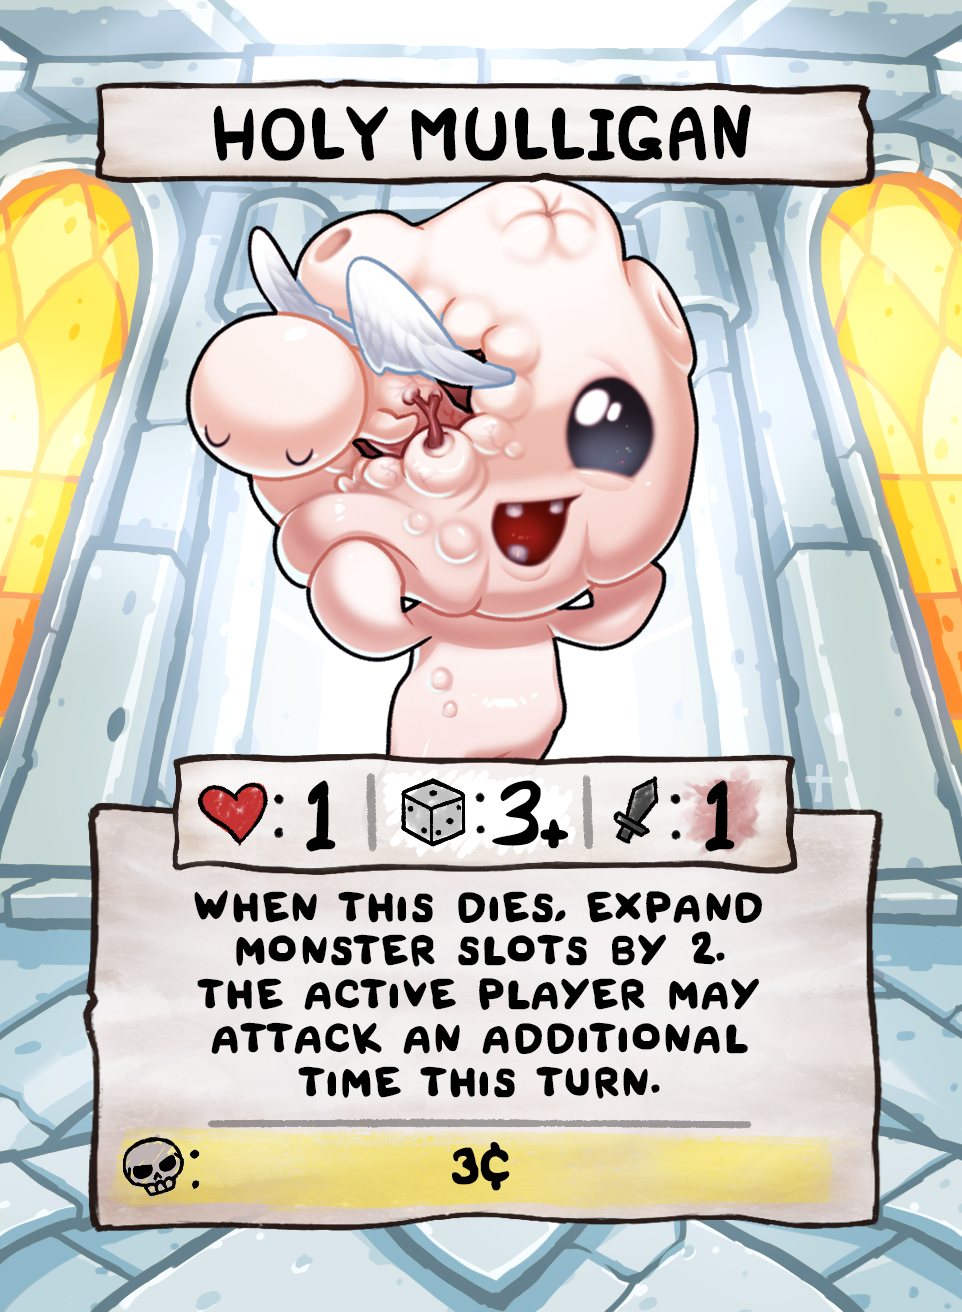 HOLY MULLIGAN
: 1 : 3+ : 1
WHEN THIS DIES, EXPAND
MONSTER SLOTS BY 2.
THE ACTIVE PLAYER MAY
ATTACK AN ADDITIONAL
TIME THIS TURN.
: 3¢